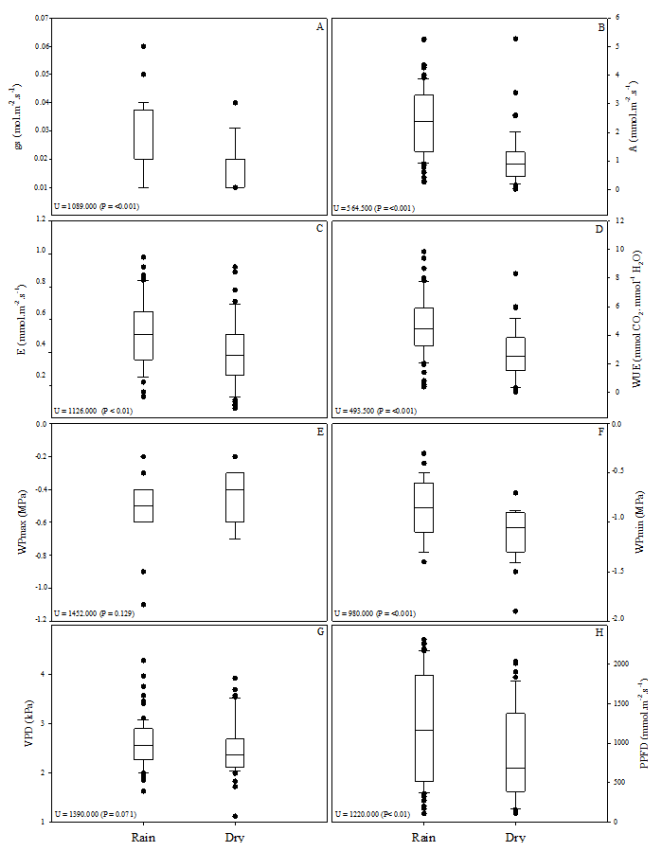 A
0.07
0.06
0.05
0.04
0.03
0.02
0.01
gs (mol.m⁻².s⁻¹)
U = 1089.000 (P = <0.001)
B
6
5
4
3
2
1
0
A (mmol.m⁻².s⁻¹)
U = 564.500 (P = <0.001)
C
1.2
1.0
0.8
0.6
0.4
0.2
E (mmol.m⁻².s⁻¹)
U = 1126.000 (P < 0.01)
D
12
10
8
6
4
2
0
WUE (mmol CO₂. mmol⁻¹ H₂O)
U = 493.500 (P = <0.001)
E
0.0
-0.2
-0.4
-0.6
-0.8
-1.0
-1.2
WPmax (MPa)
U = 1452.000 (P = 0.129)
F
0.0
-0.5
-1.0
-1.5
-2.0
WPmin (MPa)
U = 980.000 (P = <0.001)
G
4
3
2
1
VPD (kPa)
U = 1390.000 (P = 0.071)
H
2000
1500
1000
500
0
PPFD (mmol.m⁻².s⁻¹)
U = 1220.000 (P< 0.01)
Rain Dry Rain Dry